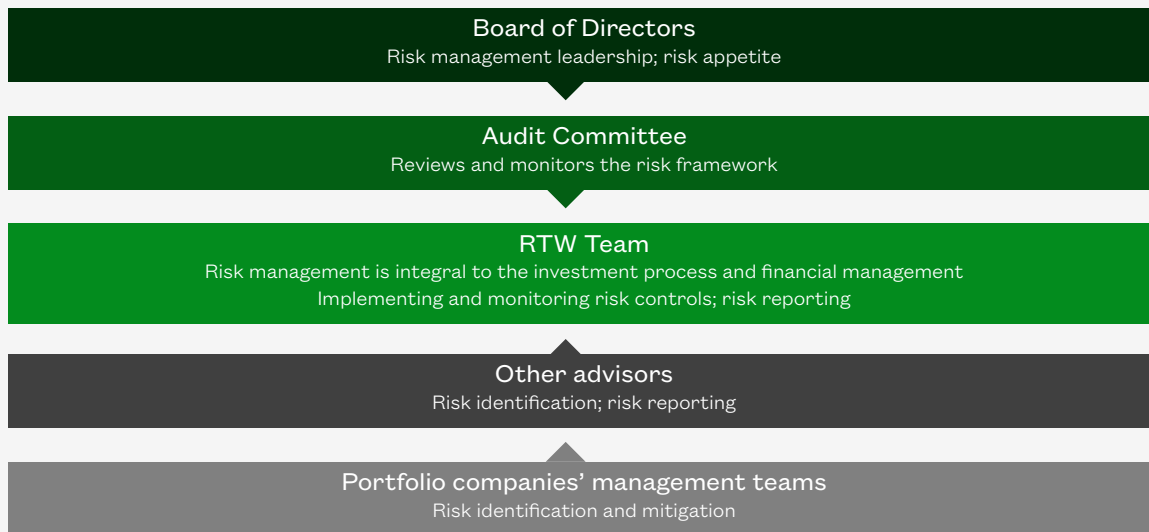 Board of Directors
Risk management leadership; risk appetite
Audit Committee
Reviews and monitors the risk framework
RTW Team
Risk management is integral to the investment process and financial management
Implementing and monitoring risk controls; risk reporting
Other advisors
Risk identification; risk reporting
Portfolio companies’ management teams
Risk identification and mitigation